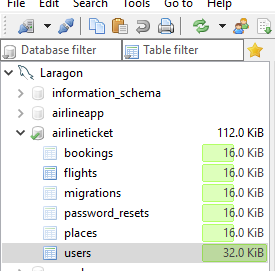 File Edit Search Tools Go to Help
Database filter Table filter
Laragon
information_schema
airlineapp
airlineticket 112.0 KiB
bookings 16.0 KiB
flights 16.0 KiB
migrations 16.0 KiB
password_resets 16.0 KiB
places 16.0 KiB
users 32.0 KiB